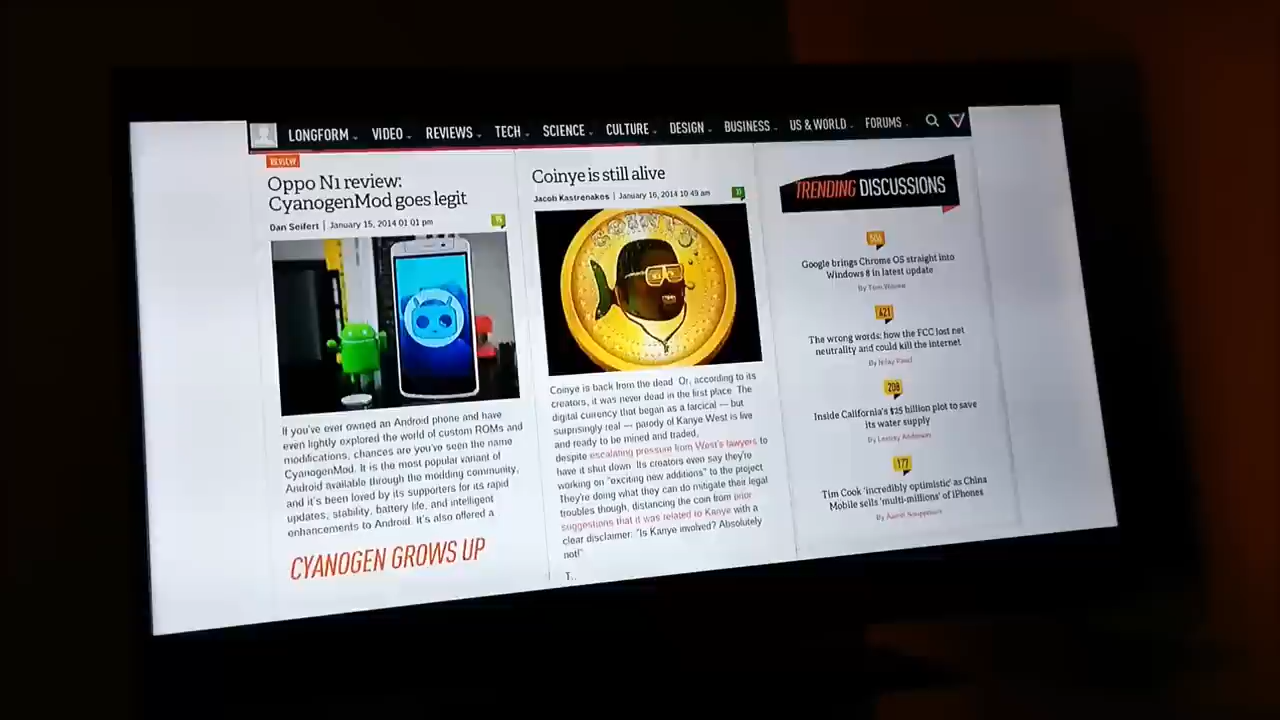 LONGFORM
VIDEO
REVIEWS
TECH
SCIENCE
CULTURE
DESIGN
BUSINESS
US & WORLD
FORUMS
REVIEW
Oppo N1 review:
CyanogenMod goes legit
Dan Seifert | January 15, 2014 01:01 pm
If you've ever owned an Android phone and have
even lightly explored the world of custom ROMs and
modifications, chances are you've seen the name
CyanogenMod. It is the most popular variant of
Android available through the modding community,
and it's been loved by its supporters for its rapid
updates, stability, battery life, and intelligent
enhancements to Android. It's also offered a
CYANOGEN GROWS UP
Coinye is still alive
Jacob Kastrenakes | January 16, 2014 10:49 am
Coinye is back from the dead. Or, according to its
creators, it was never dead in the first place. The
digital currency that began as a farcical — but
surprisingly real — parody of Kanye West is live
and ready to be mined and traded,
despite escalating pressure from West's lawyers to
have it shut down. Its creators even say they're
working on "exciting new additions" to the project
They're doing what they can do mitigate their legal
troubles though, distancing the coin from prior
suggestions that it was related to Kanye with a
clear disclaimer: "Is Kanye involved? Absolutely
not!"
T..
TRENDING DISCUSSIONS
506
Google brings Chrome OS straight into
Windows 8 in latest update
By Tom Warren
421
The wrong words: how the FCC lost net
neutrality and could kill the internet
By Nilay Patel
208
Inside California's $25 billion plot to save
its water supply
By Lessley Anderson
177
Tim Cook 'incredibly optimistic' as China
Mobile sells 'multi-millions' of iPhones
By Aaron Souppouris